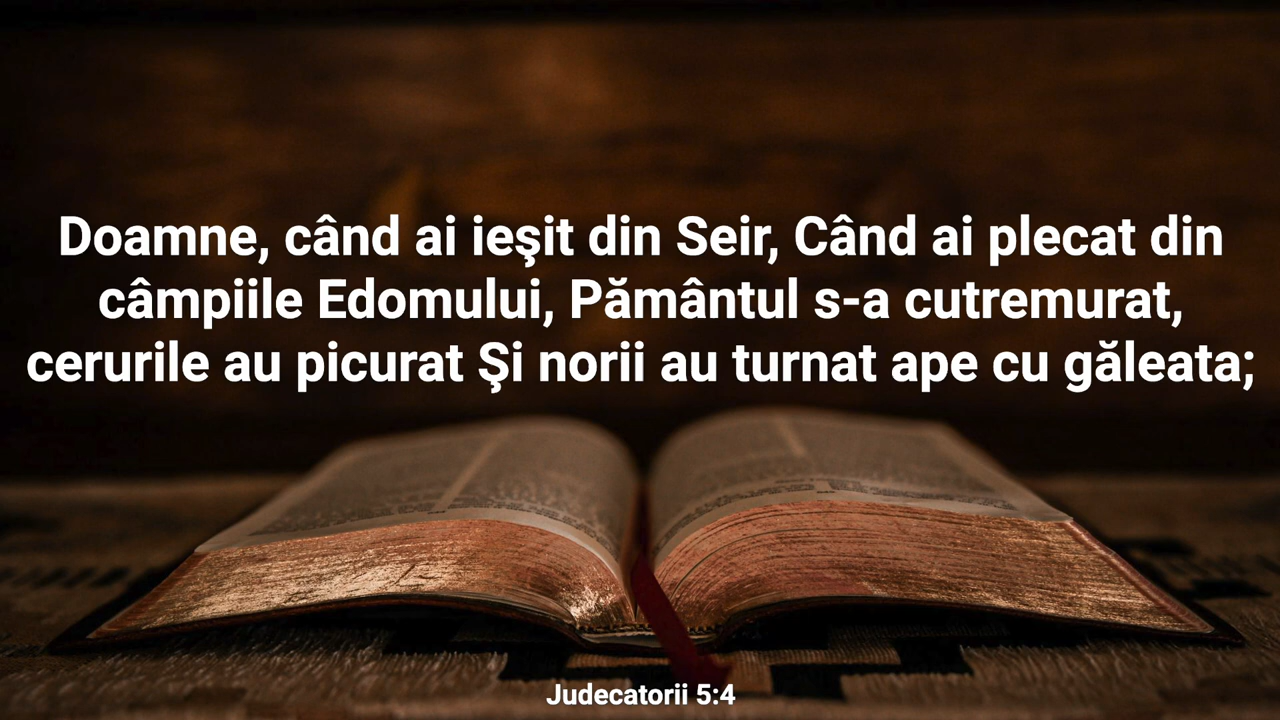 Doamne, când ai ieşit din Seir, Când ai plecat din
câmpiile Edomului, Pământul s-a cutremurat,
cerurile au picurat Şi norii au turnat ape cu găleata;
Judecatorii 5:4